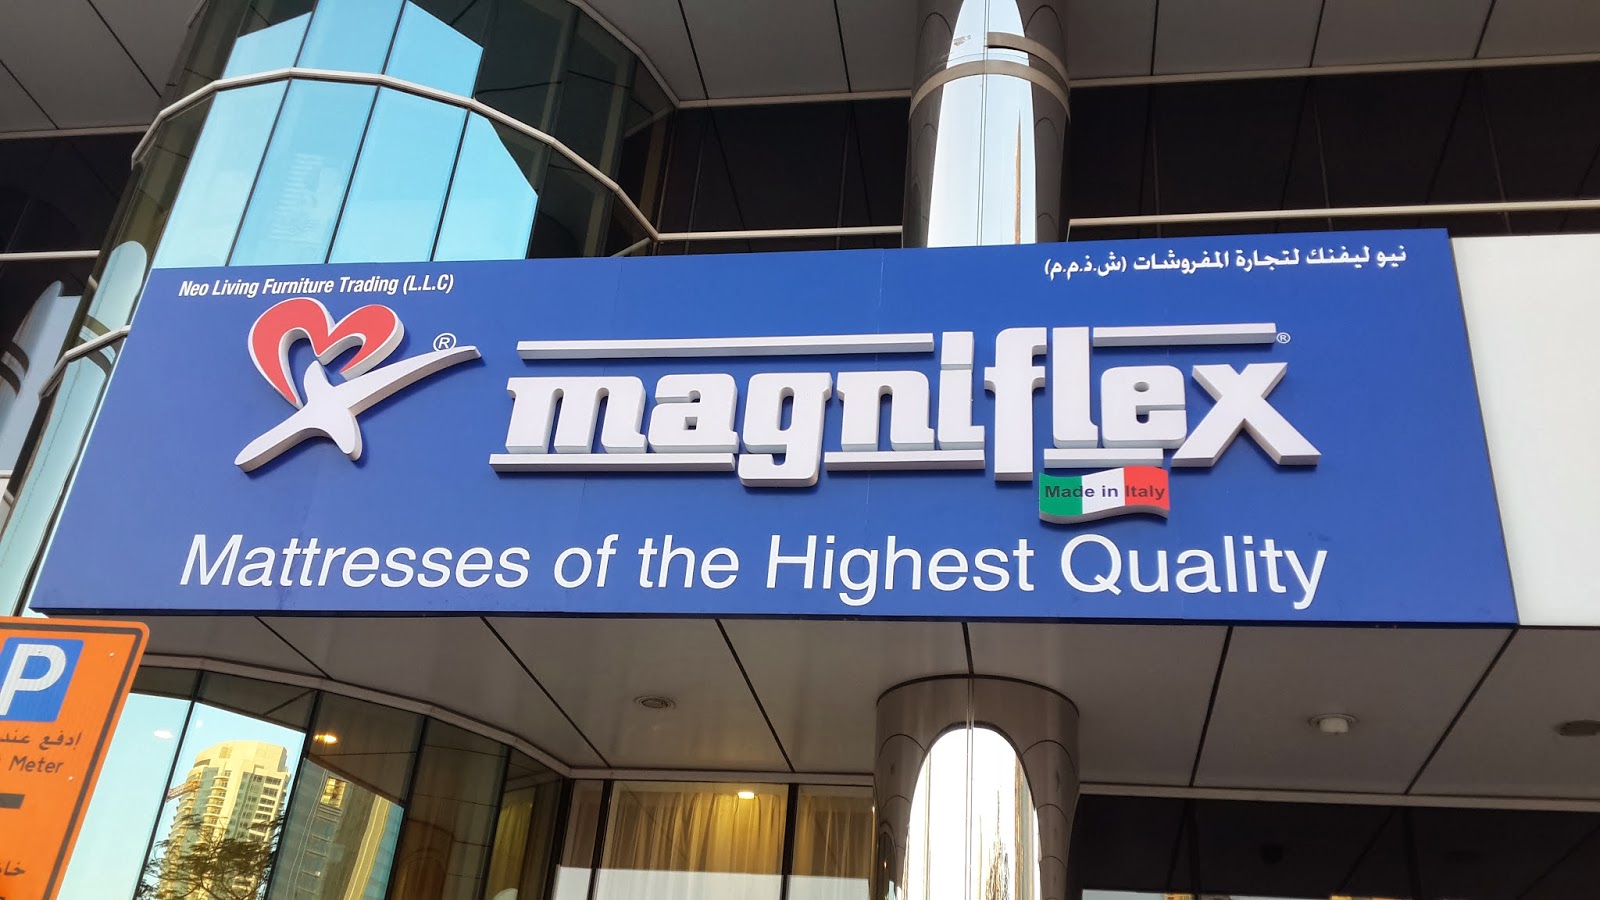 Neo Living Furniture Trading (L.L.C)
نيو ليفنك لتجارة المفروشات (ش.ذ.م.م)
®
magniflex®
Made in Italy
Mattresses of the Highest Quality
P
إدفع عند
Meter